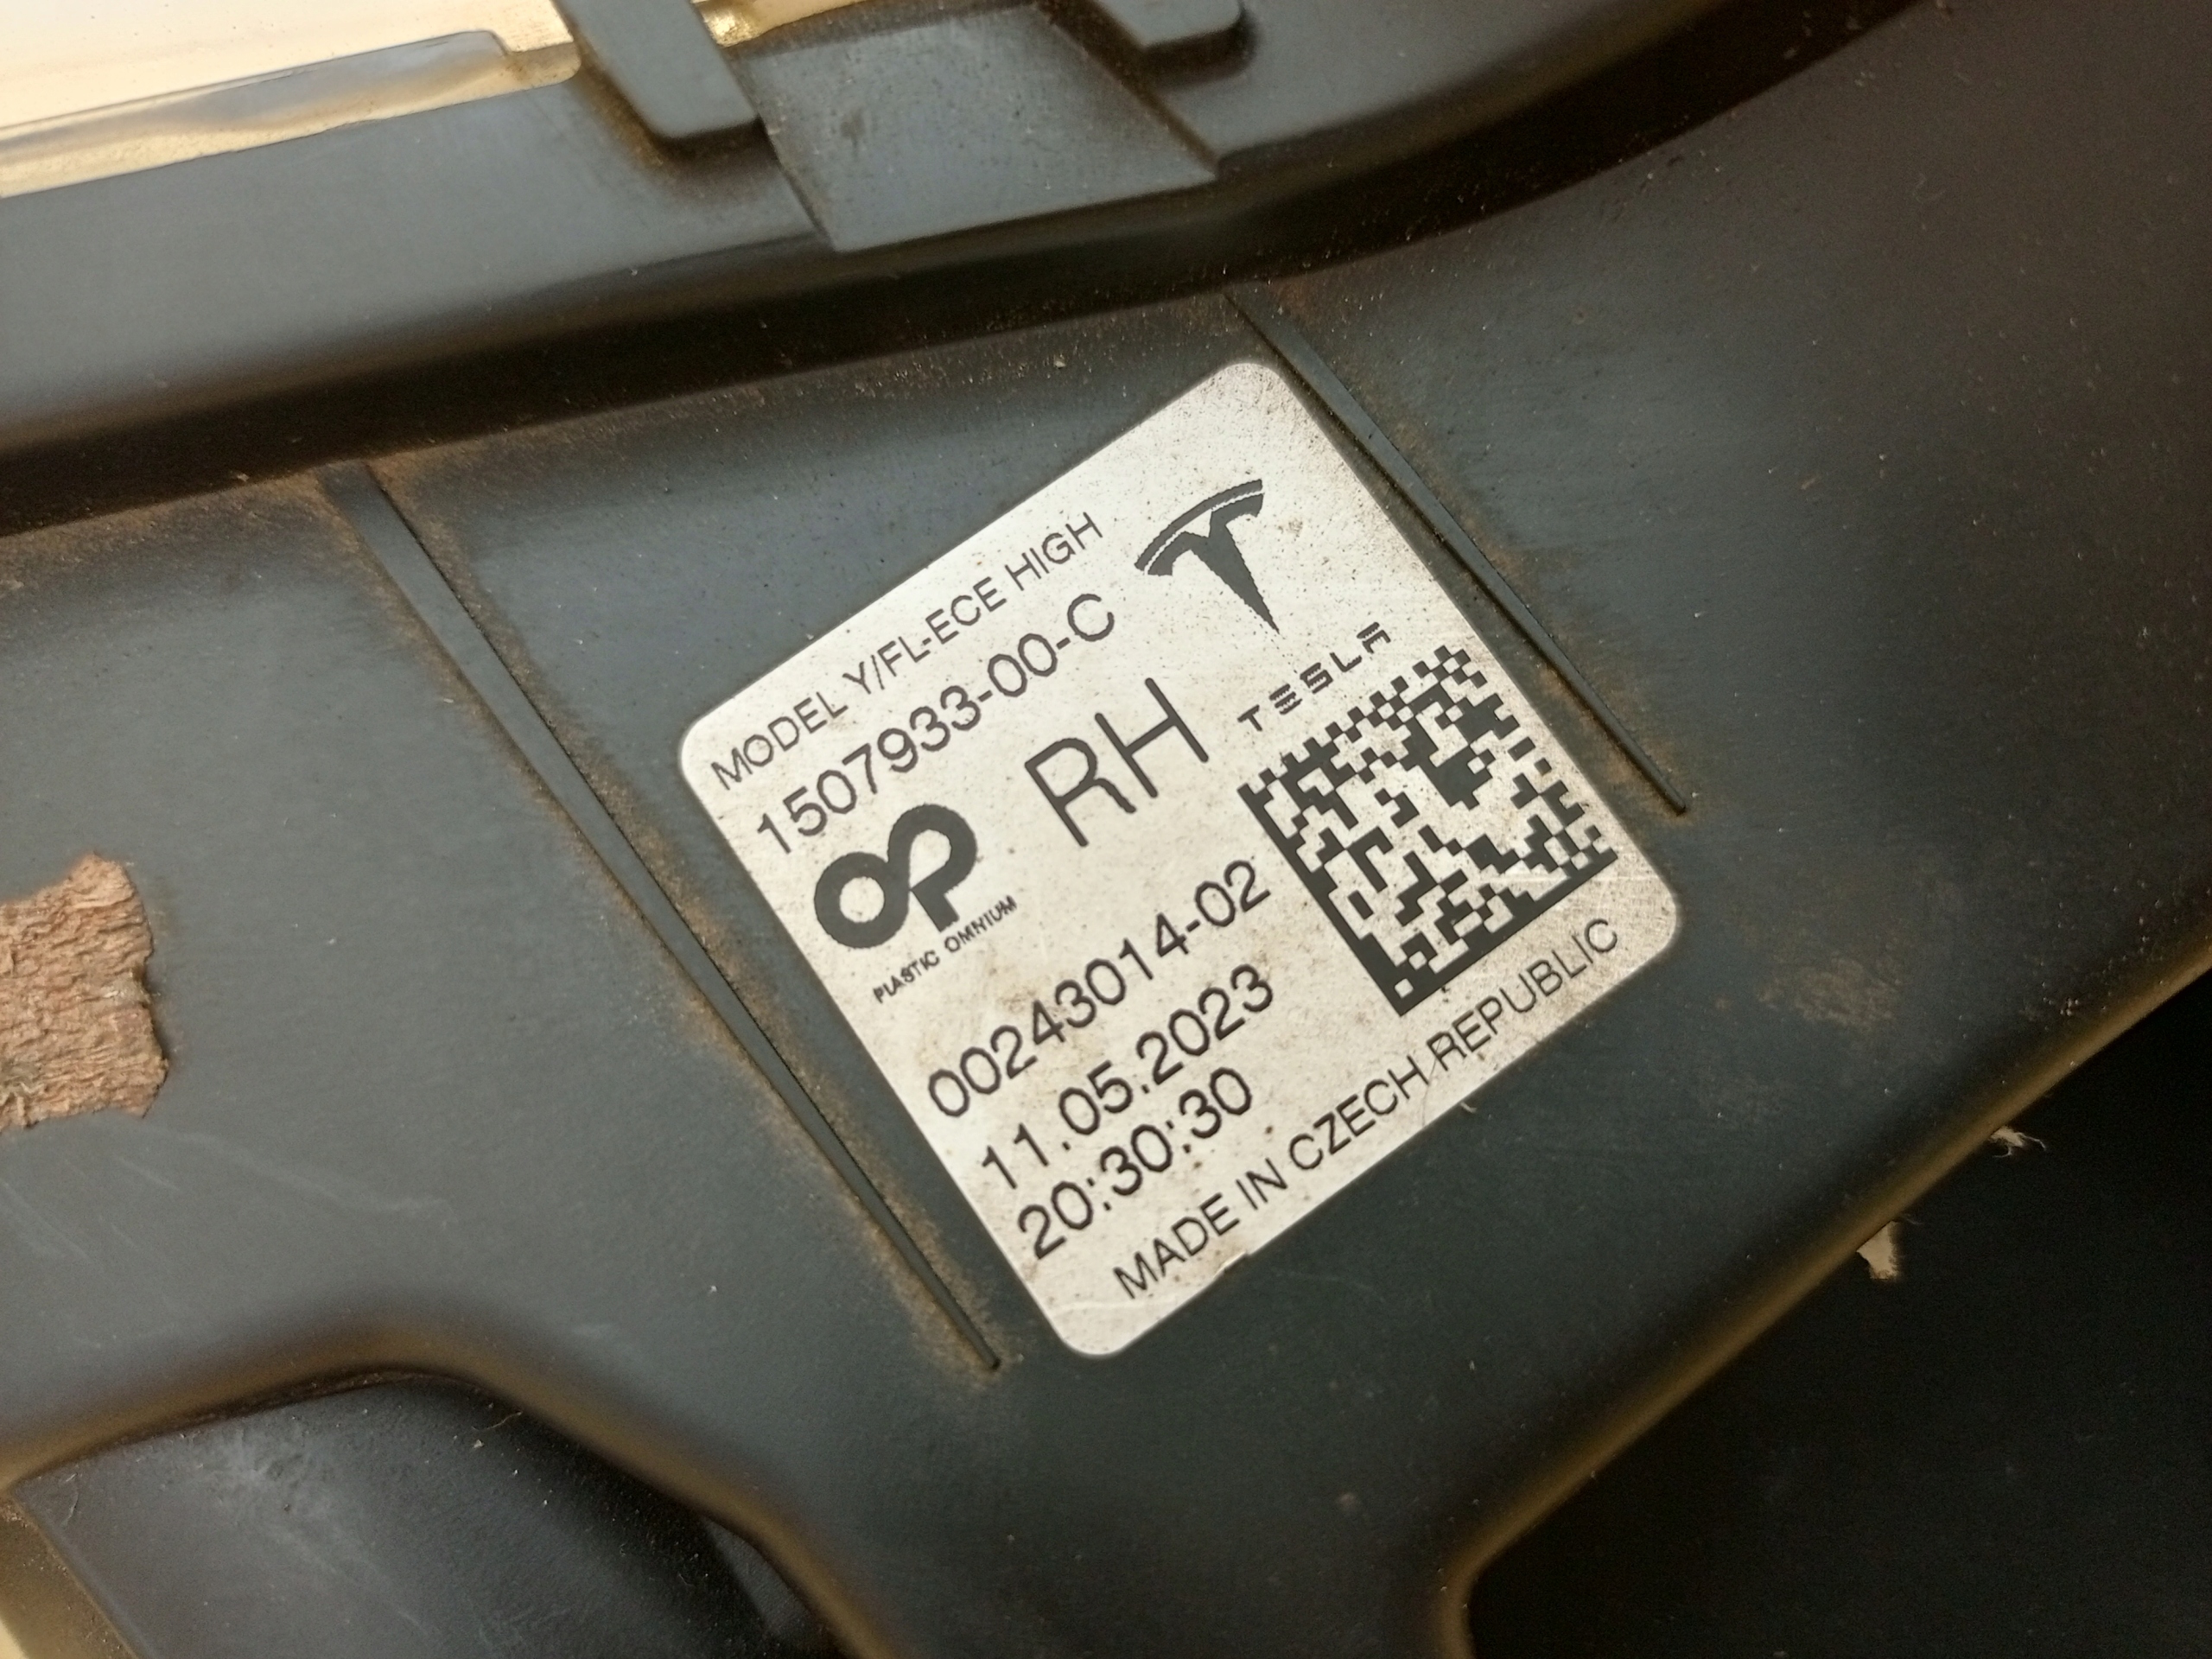 MODEL Y/FL-ECE HIGH
1507933-00-C
TESLA
RH
PLASTIC OMNIUM
00243014-02
11.05.2023
20:30:30
MADE IN CZECH REPUBLIC